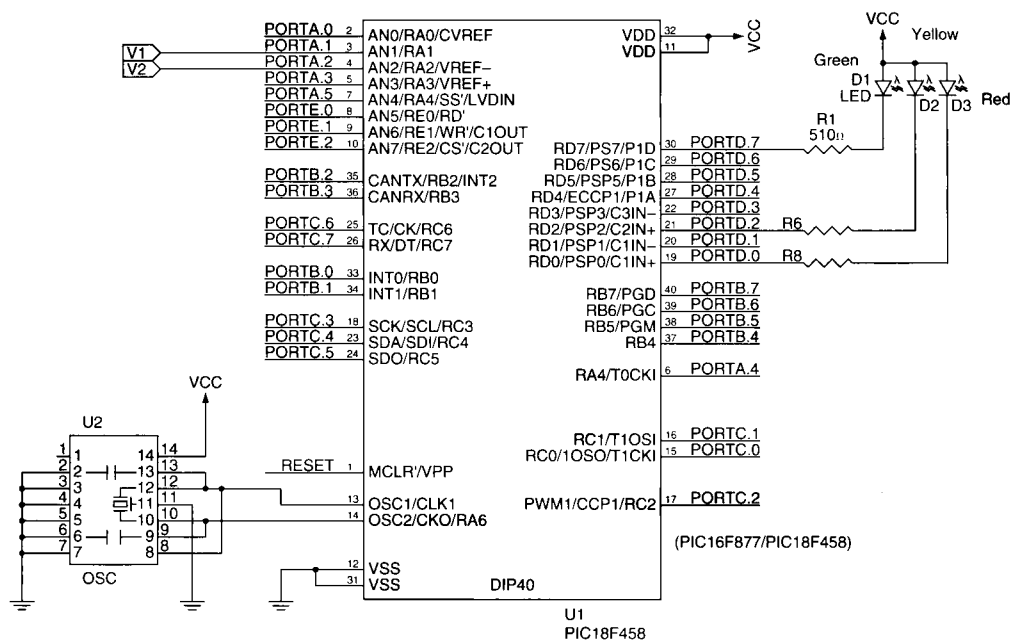 V1
V2
PORTA.0 2 AN0/RA0/CVREF
PORTA.1 3 AN1/RA1
PORTA.2 4 AN2/RA2/VREF−
PORTA.3 5 AN3/RA3/VREF+
PORTA.5 7 AN4/RA4/SS'/LVDIN
PORTE.0 8 AN5/RE0/RD'
PORTE.1 9 AN6/RE1/WR'/C1OUT
PORTE.2 10 AN7/RE2/CS'/C2OUT
PORTB.2 35 CANTX/RB2/INT2
PORTB.3 36 CANRX/RB3
PORTC.6 25 TC/CK/RC6
PORTC.7 26 RX/DT/RC7
PORTB.0 33 INT0/RB0
PORTB.1 34 INT1/RB1
PORTC.3 18 SCK/SCL/RC3
PORTC.4 23 SDA/SDI/RC4
PORTC.5 24 SDO/RC5
RESET 1 MCLR'/VPP
13 OSC1/CLK1
14 OSC2/CKO/RA6
12 VSS
31 VSS
DIP40
VDD 32
VDD 11
VCC
RD7/PS7/P1D 30 PORTD.7
RD6/PS6/P1C 29 PORTD.6
RD5/PSP5/P1B 28 PORTD.5
RD4/ECCP1/P1A 27 PORTD.4
RD3/PSP3/C3IN− 22 PORTD.3
RD2/PSP2/C2IN+ 21 PORTD.2
RD1/PSP1/C1IN− 20 PORTD.1
RD0/PSP0/C1IN+ 19 PORTD.0
RB7/PGD 40 PORTB.7
RB6/PGC 39 PORTB.6
RB5/PGM 38 PORTB.5
RB4 37 PORTB.4
RA4/T0CKI 6 PORTA.4
RC1/T1OSI 16 PORTC.1
RC0/1OSO/T1CKI 15 PORTC.0
PWM1/CCP1/RC2 17 PORTC.2
(PIC16F877/PIC18F458)
U1
PIC18F458
VCC
Yellow
Green
D1
LED
D2
D3
Red
R1
510Ω
R6
R8
VCC
U2
1 1 14 14
2 2 13 13
3 3 12 12
4 4 11 11
5 5 10 10
6 6 9 9
7 7 8 8
OSC